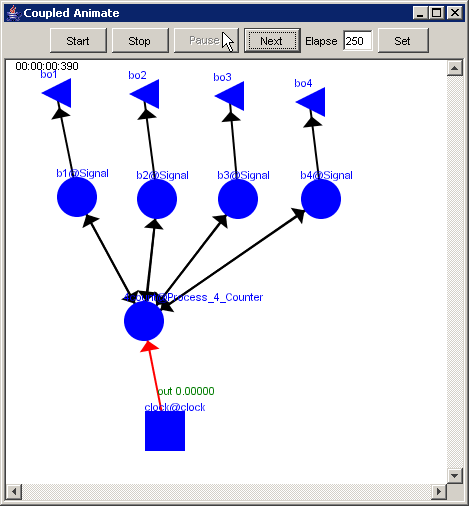 Coupled Animate
Start Stop Pause Next Elapse 250 Set
00:00:00:390
bo1 bo2 bo3 bo4
b1@Signal b2@Signal b3@Signal b4@Signal
@Process_4_Counter
out 0.00000
clock@clock